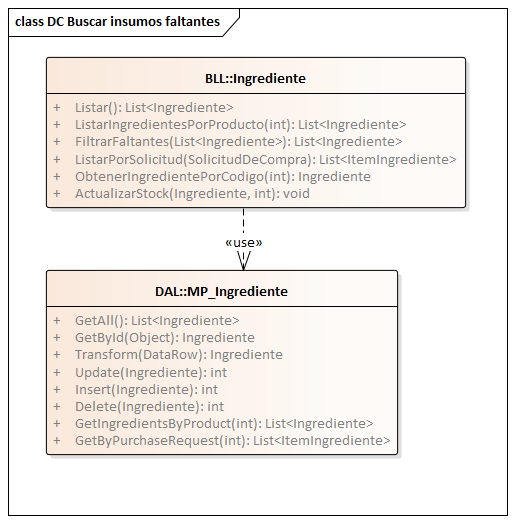 class DC Buscar insumos faltantes
BLL::Ingrediente
+ Listar(): List<Ingrediente>
+ ListarIngredientesPorProducto(int): List<Ingrediente>
+ FiltrarFaltantes(List<Ingrediente>): List<Ingrediente>
+ ListarPorSolicitud(SolicitudDeCompra): List<ItemIngrediente>
+ ObtenerIngredientePorCodigo(int): Ingrediente
+ ActualizarStock(Ingrediente, int): void
«use»
DAL::MP_Ingrediente
+ GetAll(): List<Ingrediente>
+ GetById(Object): Ingrediente
+ Transform(DataRow): Ingrediente
+ Update(Ingrediente): int
+ Insert(Ingrediente): int
+ Delete(Ingrediente): int
+ GetIngredientsByProduct(int): List<Ingrediente>
+ GetByPurchaseRequest(int): List<ItemIngrediente>